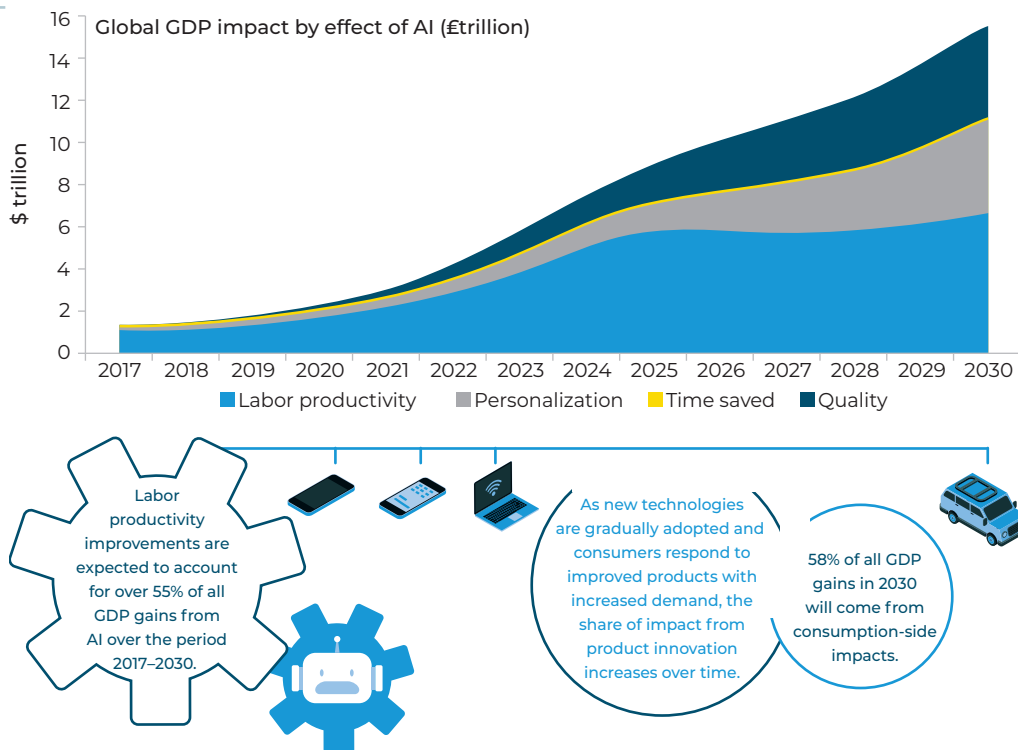 Global GDP impact by effect of AI (₤trillion)
$ trillion
16
14
12
10
8
6
4
2
0
2017 2018 2019 2020 2021 2022 2023 2024 2025 2026 2027 2028 2029 2030
Labor productivity Personalization Time saved Quality
Labor
productivity
improvements are
expected to account
for over 55% of all
GDP gains from
AI over the period
2017–2030.
As new technologies
are gradually adopted and
consumers respond to
improved products with
increased demand, the
share of impact from
product innovation
increases over time.
58% of all GDP
gains in 2030
will come from
consumption-side
impacts.